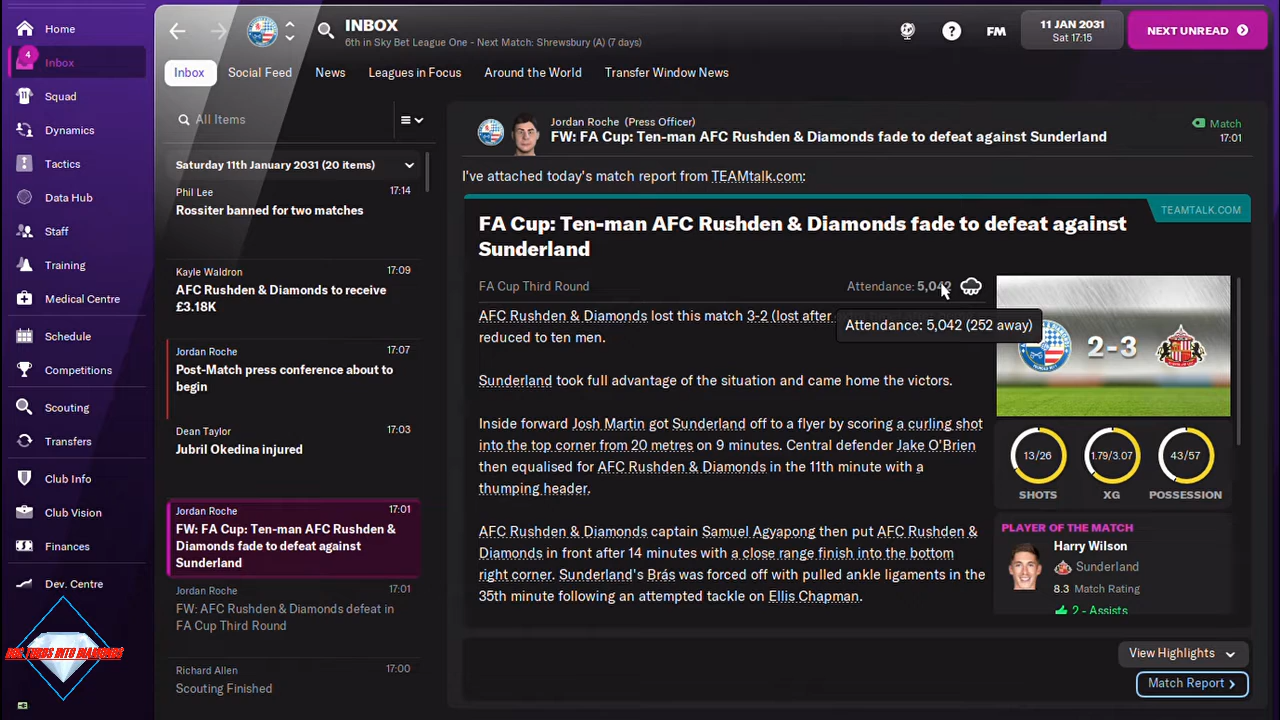 Home
4
Inbox
Squad
Dynamics
Tactics
Data Hub
Staff
Training
Medical Centre
Schedule
Competitions
Scouting
Transfers
Club Info
Club Vision
Finances
Dev. Centre
INBOX
6th in Sky Bet League One - Next Match: Shrewsbury (A) (7 days)
?
FM
11 JAN 2031
Sat 17:15
NEXT UNREAD
Inbox
Social Feed
News
Leagues in Focus
Around the World
Transfer Window News
All Items
Saturday 11th January 2031 (20 items)
Phil Lee
17:14
Rossiter banned for two matches
Kayle Waldron
17:09
AFC Rushden & Diamonds to receive
£3.18K
Jordan Roche
17:07
Post-Match press conference about to
begin
Dean Taylor
17:03
Jubril Okedina injured
Jordan Roche
17:01
FW: FA Cup: Ten-man AFC Rushden &
Diamonds fade to defeat against
Sunderland
Jordan Roche
17:01
FW: AFC Rushden & Diamonds defeat in
FA Cup Third Round
Richard Allen
17:00
Scouting Finished
Jordan Roche (Press Officer)
FW: FA Cup: Ten-man AFC Rushden & Diamonds fade to defeat against Sunderland
Match
17:01
I've attached today's match report from TEAMtalk.com:
TEAMTALK.COM
FA Cup: Ten-man AFC Rushden & Diamonds fade to defeat against
Sunderland
FA Cup Third Round
Attendance: 5,042
Attendance: 5,042 (252 away)
AFC Rushden & Diamonds lost this match 3-2 (lost after
reduced to ten men.
Sunderland took full advantage of the situation and came home the victors.
Inside forward Josh Martin got Sunderland off to a flyer by scoring a curling shot
into the top corner from 20 metres on 9 minutes. Central defender Jake O'Brien
then equalised for AFC Rushden & Diamonds in the 11th minute with a
thumping header.
AFC Rushden & Diamonds captain Samuel Agyapong then put AFC Rushden &
Diamonds in front after 14 minutes with a close range finish into the bottom
right corner. Sunderland's Brás was forced off with pulled ankle ligaments in the
35th minute following an attempted tackle on Ellis Chapman.
2-3
13/26
1.79/3.07
43/57
SHOTS
XG
POSSESSION
PLAYER OF THE MATCH
Harry Wilson
Sunderland
8.3 Match Rating
2 - Assists
View Highlights
Match Report